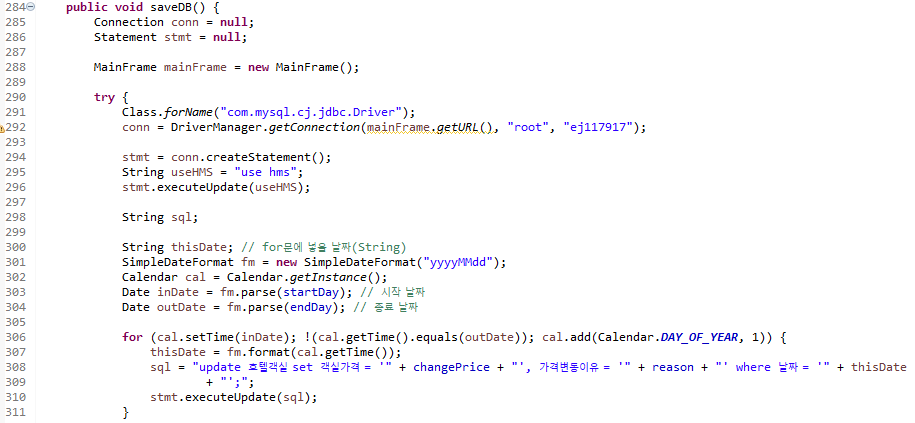 284 public void saveDB() {
285 Connection conn = null;
286 Statement stmt = null;
287
288 MainFrame mainFrame = new MainFrame();
289
290 try {
291 Class.forName("com.mysql.cj.jdbc.Driver");
292 conn = DriverManager.getConnection(mainFrame.getURL(), "root", "ej117917");
293
294 stmt = conn.createStatement();
295 String useHMS = "use hms";
296 stmt.executeUpdate(useHMS);
297
298 String sql;
299
300 String thisDate; // for문에 넣을 날짜(String)
301 SimpleDateFormat fm = new SimpleDateFormat("yyyyMMdd");
302 Calendar cal = Calendar.getInstance();
303 Date inDate = fm.parse(startDay); // 시작 날짜
304 Date outDate = fm.parse(endDay); // 종료 날짜
305
306 for (cal.setTime(inDate); !(cal.getTime().equals(outDate)); cal.add(Calendar.DAY_OF_YEAR, 1)) {
307 thisDate = fm.format(cal.getTime());
308 sql = "update 호텔객실 set 객실가격 = '" + changePrice + "', 가격변동이유 = '" + reason + "' where 날짜 = '" + thisDate
309 + "';";
310 stmt.executeUpdate(sql);
311 }